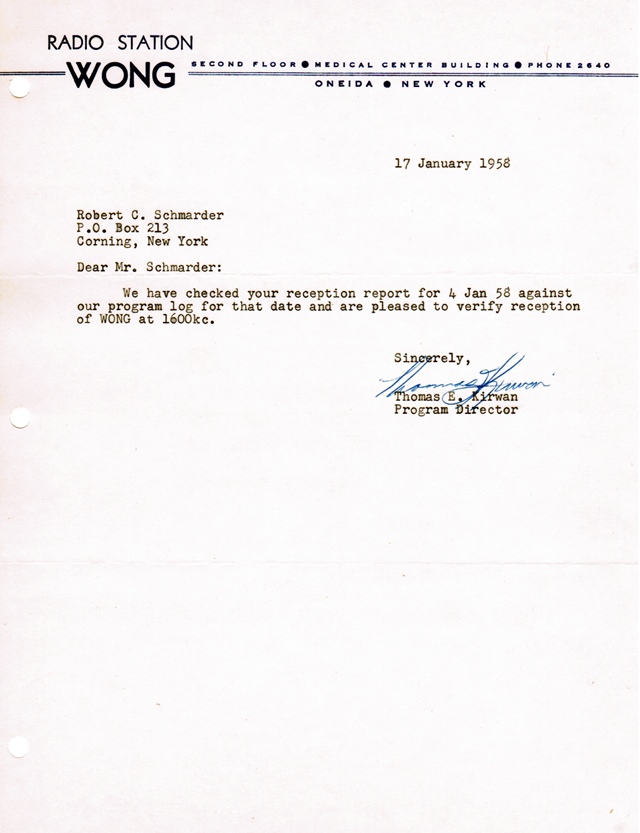 RADIO STATION
WONG
SECOND FLOOR ● MEDICAL CENTER BUILDING ● PHONE 2640
ONEIDA ● NEW YORK
17 January 1958
Robert C. Schmarder
P.O. Box 213
Corning, New York
Dear Mr. Schmarder:
We have checked your reception report for 4 Jan 58 against
our program log for that date and are pleased to verify reception
of WONG at 1600kc.
Sincerely,
Thomas E. Kirwan
Thomas E. Kirwan
Program Director